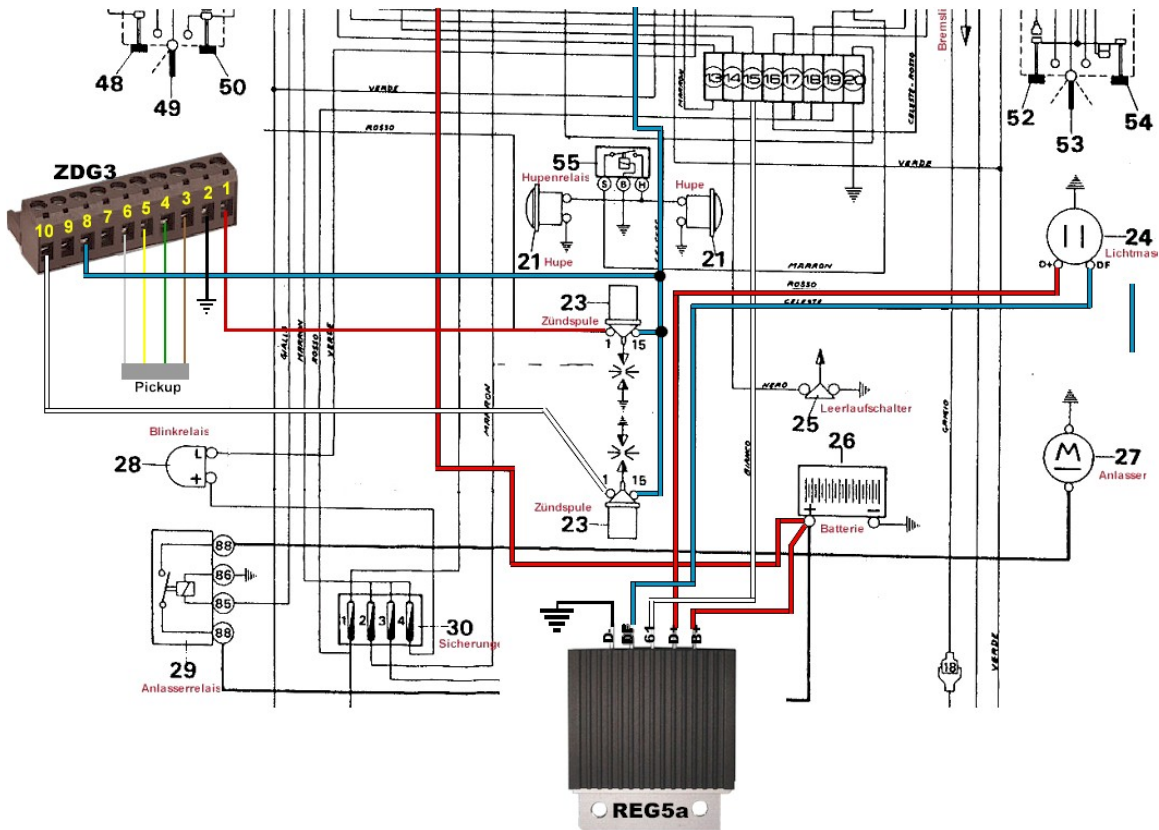 48
49
50
VERDE
ROSSO
MARRON
13 14 15 16 17 18 19 20
CELESTE-ROSSO
VERDE
Bremsli
52
53
54
ZDG3
10 9 8 7 6 5 4 3 2 1
Pickup
55
Hupenrelais
S B H
Hupe
21
Hupe
21
MARRON
ROSSO
CELESTE
24
Lichtmasc
D+ DF
23
Zündspule
1 15
GIALLO
MARRON
ROSSO
VERDE
MARRON
NERO
25
Leerlaufschalter
BIANCO
Blinkrelais
28
L
+
1 15
Zündspule
23
26
+ -
Batterie
M
27
Anlasser
88
86
85
88
29
Anlasserrelais
1 2 3 4
30
Sicherunge
D- DF 61 D+ B+
18
VERDE
REG5a